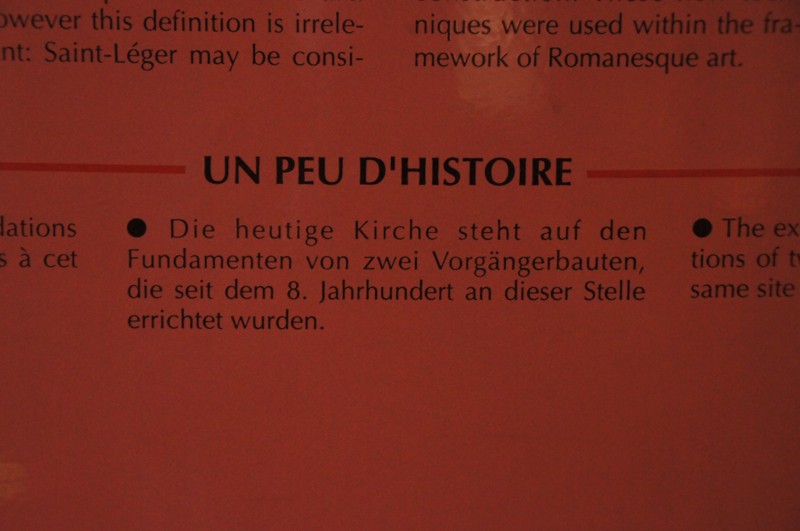 owever this definition is irrele-
nt: Saint-Léger may be consi-
niques were used within the fra-
mework of Romanesque art.
UN PEU D'HISTOIRE
dations
s à cet
● Die heutige Kirche steht auf den
Fundamenten von zwei Vorgängerbauten,
die seit dem 8. Jahrhundert an dieser Stelle
errichtet wurden.
● The ex
tions of t
same site